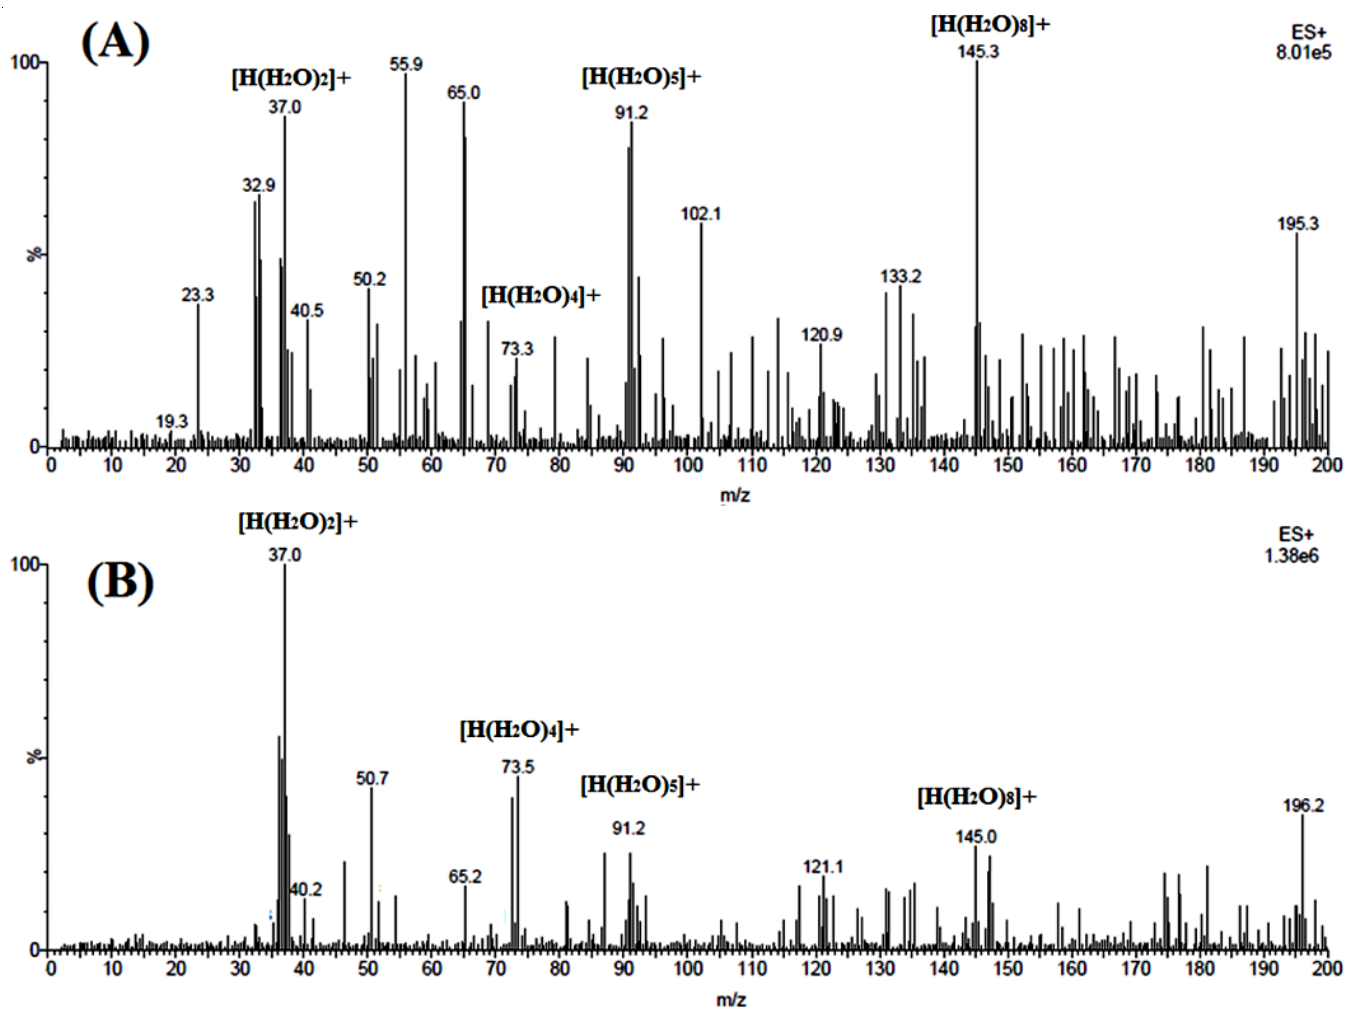 (A)
[H(H2O)8]+
ES+
145.3
8.01e5
100
55.9
[H(H2O)2]+
[H(H2O)5]+
65.0
37.0
91.2
32.9
102.1
195.3
%
50.2
133.2
23.3
[H(H2O)4]+
40.5
120.9
73.3
19.3
0
0 10 20 30 40 50 60 70 80 90 100 110 120 130 140 150 160 170 180 190 200
m/z
[H(H2O)2]+
ES+
37.0
1.38e6
100
(B)
[H(H2O)4]+
%
73.5
50.7
[H(H2O)5]+
[H(H2O)8]+
196.2
91.2
145.0
65.2
121.1
40.2
0
0 10 20 30 40 50 60 70 80 90 100 110 120 130 140 150 160 170 180 190 200
m/z